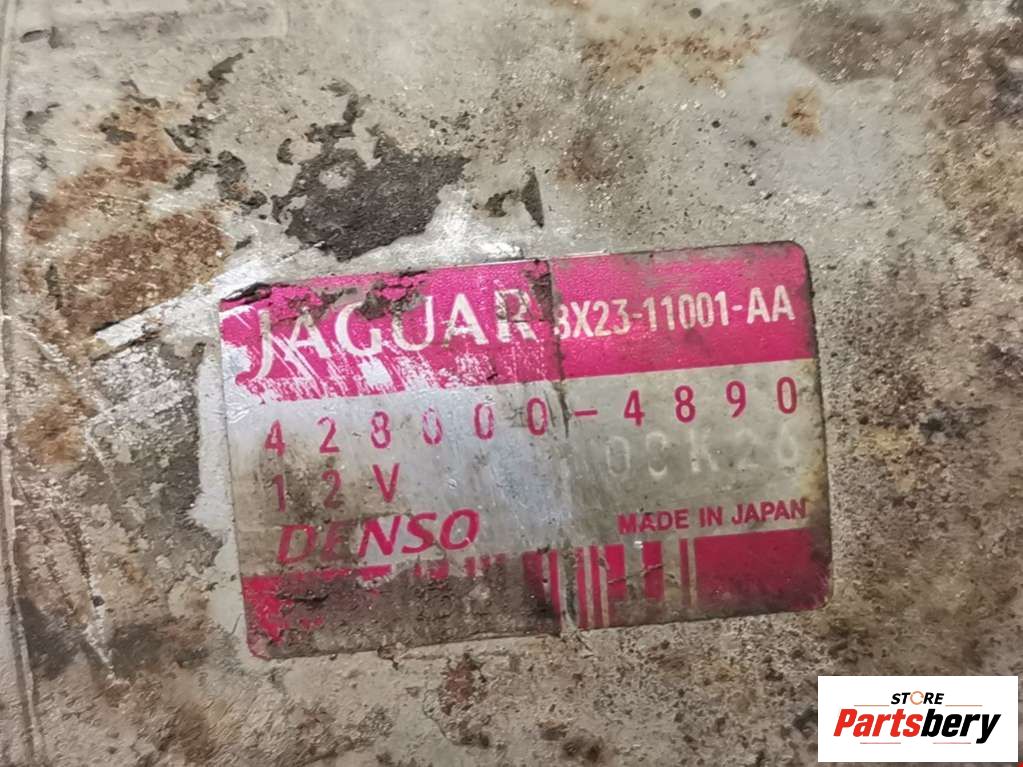 JAGUAR 8X23-11001-AA
428000-4890
12V
DENSO MADE IN JAPAN
STORE
Partsbery